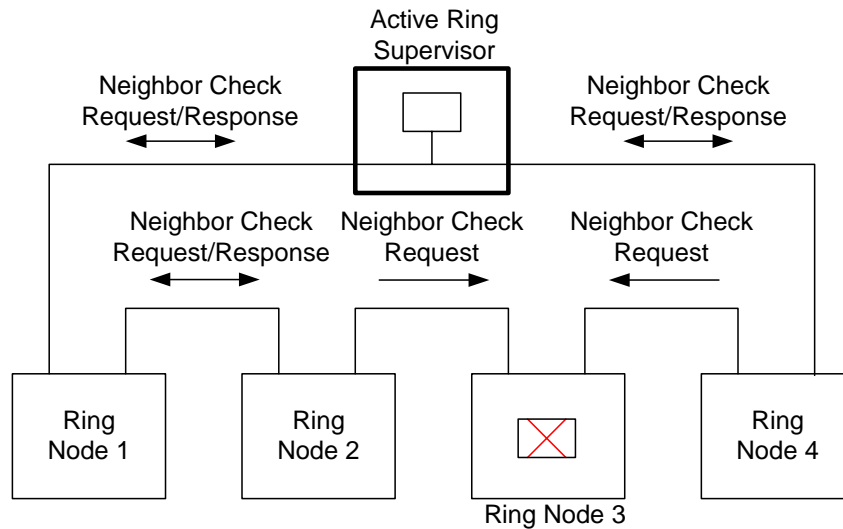 Active Ring
Supervisor
Neighbor Check
Request/Response
Neighbor Check
Request/Response
Neighbor Check
Request/Response
Neighbor Check
Request
Neighbor Check
Request
Ring
Node 1
Ring
Node 2
Ring Node 3
Ring
Node 4